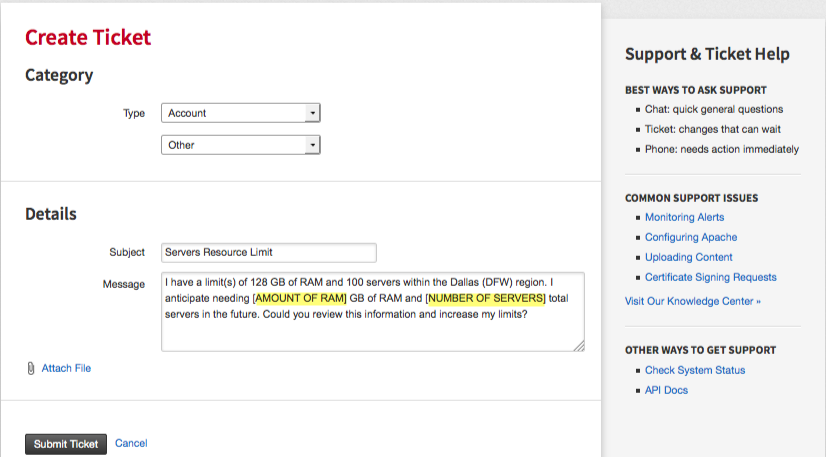 Create Ticket
Category
Type
Account
Other
Details
Subject
Servers Resource Limit
Message
I have a limit(s) of 128 GB of RAM and 100 servers within the Dallas (DFW) region. I
anticipate needing [AMOUNT OF RAM] GB of RAM and [NUMBER OF SERVERS] total
servers in the future. Could you review this information and increase my limits?
Attach File
Submit Ticket
Cancel
Support & Ticket Help
BEST WAYS TO ASK SUPPORT
Chat: quick general questions
Ticket: changes that can wait
Phone: needs action immediately
COMMON SUPPORT ISSUES
Monitoring Alerts
Configuring Apache
Uploading Content
Certificate Signing Requests
Visit Our Knowledge Center »
OTHER WAYS TO GET SUPPORT
Check System Status
API Docs